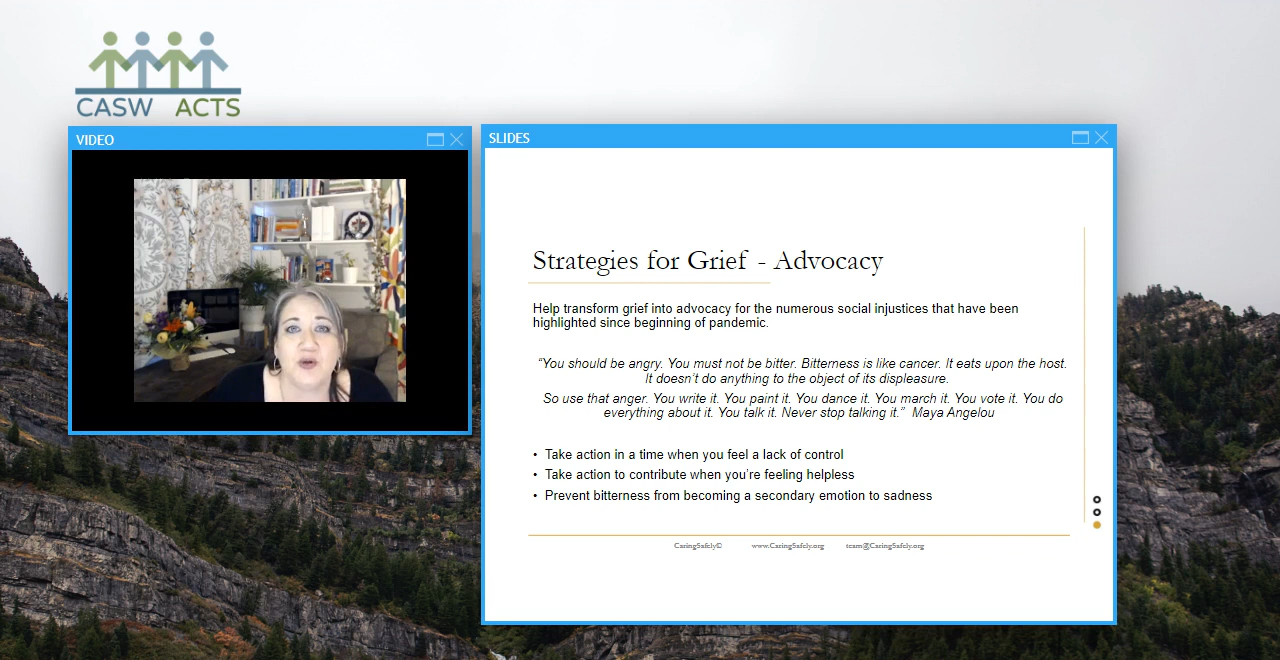 CASW ACTS
VIDEO
SLIDES
Strategies for Grief - Advocacy
Help transform grief into advocacy for the numerous social injustices that have been
highlighted since beginning of pandemic.
“You should be angry. You must not be bitter. Bitterness is like cancer. It eats upon the host.
It doesn’t do anything to the object of its displeasure.
So use that anger. You write it. You paint it. You dance it. You march it. You vote it. You do
everything about it. You talk it. Never stop talking it.” Maya Angelou
• Take action in a time when you feel a lack of control
• Take action to contribute when you’re feeling helpless
• Prevent bitterness from becoming a secondary emotion to sadness
CaringSafely© www.CaringSafely.org team@CaringSafely.org